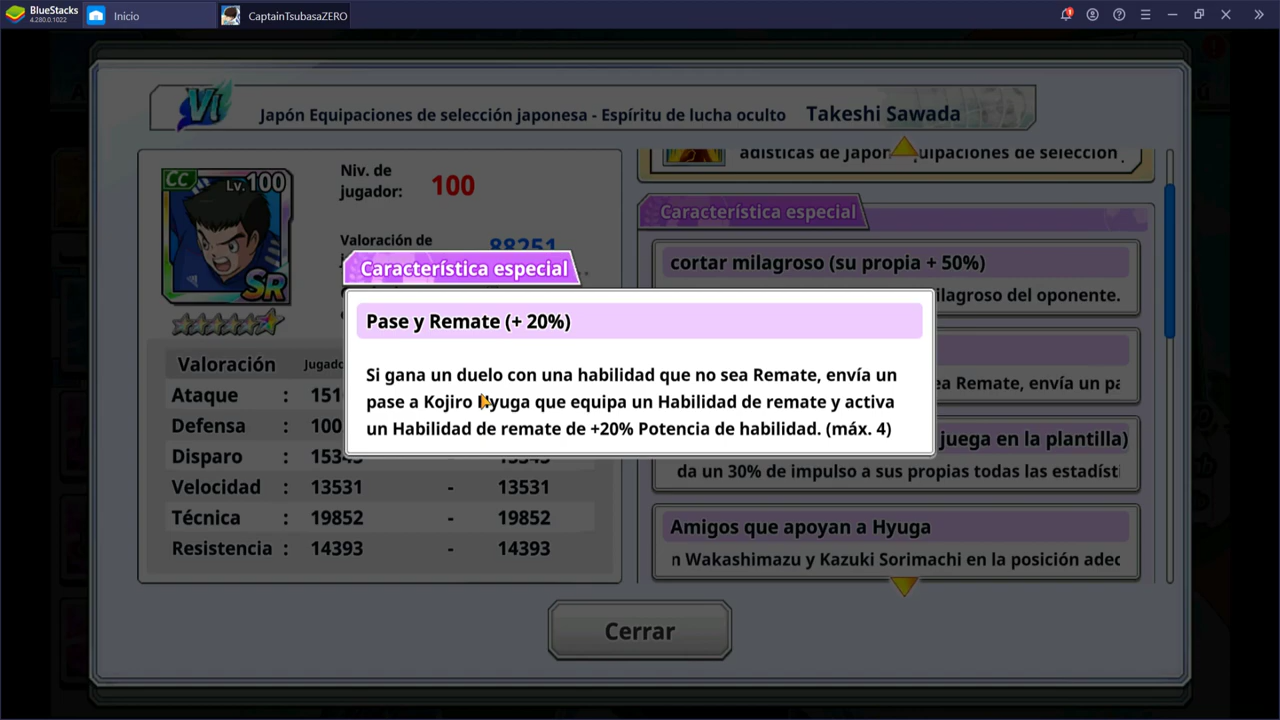 BlueStacks
4.280.0.1022
Inicio
CaptainTsubasaZERO
VI
Japón Equipaciones de selección japonesa - Espíritu de lucha oculto Takeshi Sawada
CC
Lv.100
SR
Niv. de
jugador: 100
Valoración de
88251
adísticas de Japón quipaciones de selección
Característica especial
cortar milagroso (su propia + 50%)
ilagroso del oponente.
Característica especial
Pase y Remate (+ 20%)
Si gana un duelo con una habilidad que no sea Remate, envía un
pase a Kojiro Hyuga que equipa un Habilidad de remate y activa
un Habilidad de remate de +20% Potencia de habilidad. (máx. 4)
ea Remate, envía un pa
juega en la plantilla)
da un 30% de impulso a sus propias todas las estadísti
Amigos que apoyan a Hyuga
n Wakashimazu y Kazuki Sorimachi en la posición adec
Valoración Jugado
Ataque : 151
Defensa : 100
Disparo : 15345 - 15345
Velocidad : 13531 - 13531
Técnica : 19852 - 19852
Resistencia : 14393 - 14393
Cerrar